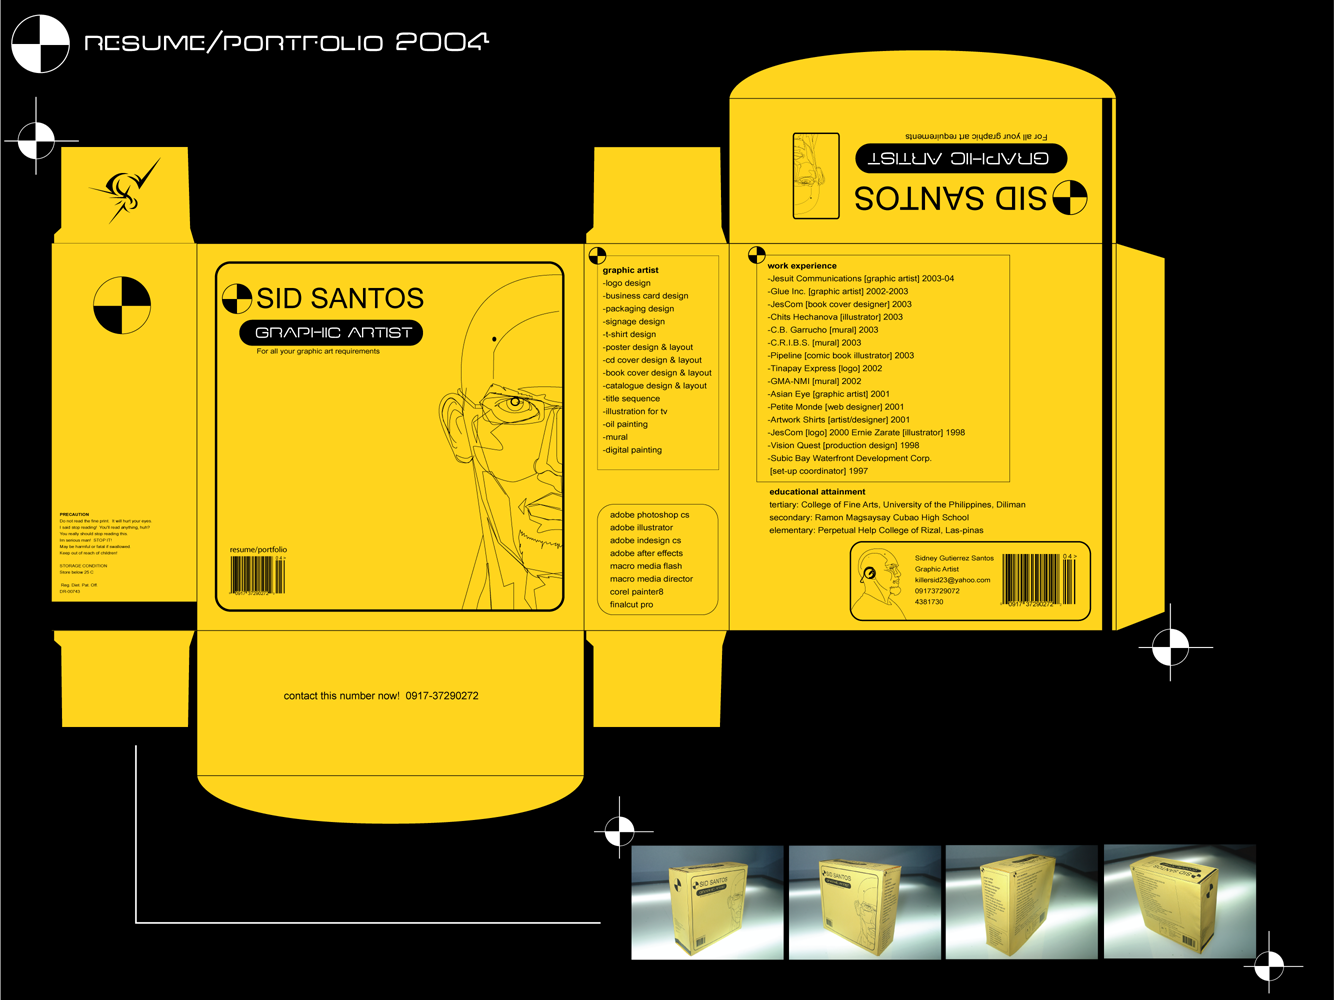 RESUME/PORTFOLIO 2004
For all your graphic art requirements
GRAPHIC ARTIST
SID SANTOS
SID SANTOS
GRAPHIC ARTIST
For all your graphic art requirements
resume/portfolio
04>
0917 37290272
PRECAUTION
Do not read the fine print. It will hurt your eyes.
I said stop reading! You'll read anything, huh?
You really should stop reading this.
Im serious man! STOP IT!
May be harmful or fatal if swallowed
Keep out of reach of children!
STORAGE CONDITION
Store below 25 C
Reg. Diet. Pat. Off
DR-00743
graphic artist
-logo design
-business card design
-packaging design
-signage design
-t-shirt design
-poster design & layout
-cd cover design & layout
-book cover design & layout
-catalogue design & layout
-title sequence
-illustration for tv
-oil painting
-mural
-digital painting
adobe photoshop cs
adobe illustrator
adobe indesign cs
adobe after effects
macro media flash
macro media director
corel painter8
finalcut pro
work experience
-Jesuit Communications [graphic artist] 2003-04
-Glue Inc. [graphic artist] 2002-2003
-JesCom [book cover designer] 2003
-Chits Hechanova [illustrator] 2003
-C.B. Garrucho [mural] 2003
-C.R.I.B.S. [mural] 2003
-Pipeline [comic book illustrator] 2003
-Tinapay Express [logo] 2002
-GMA-NMI [mural] 2002
-Asian Eye [graphic artist] 2001
-Petite Monde [web designer] 2001
-Artwork Shirts [artist/designer] 2001
-JesCom [logo] 2000 Ernie Zarate [illustrator] 1998
-Vision Quest [production design] 1998
-Subic Bay Waterfront Development Corp.
[set-up coordinator] 1997
educational attainment
tertiary: College of Fine Arts, University of the Philippines, Diliman
secondary: Ramon Magsaysay Cubao High School
elementary: Perpetual Help College of Rizal, Las-pinas
Sidney Gutierrez Santos
Graphic Artist
killersid23@yahoo.com
09173729072
4381730
04>
0917 37290272
contact this number now! 0917-37290272
SID SANTOS
SID SANTOS
SID SANTOS